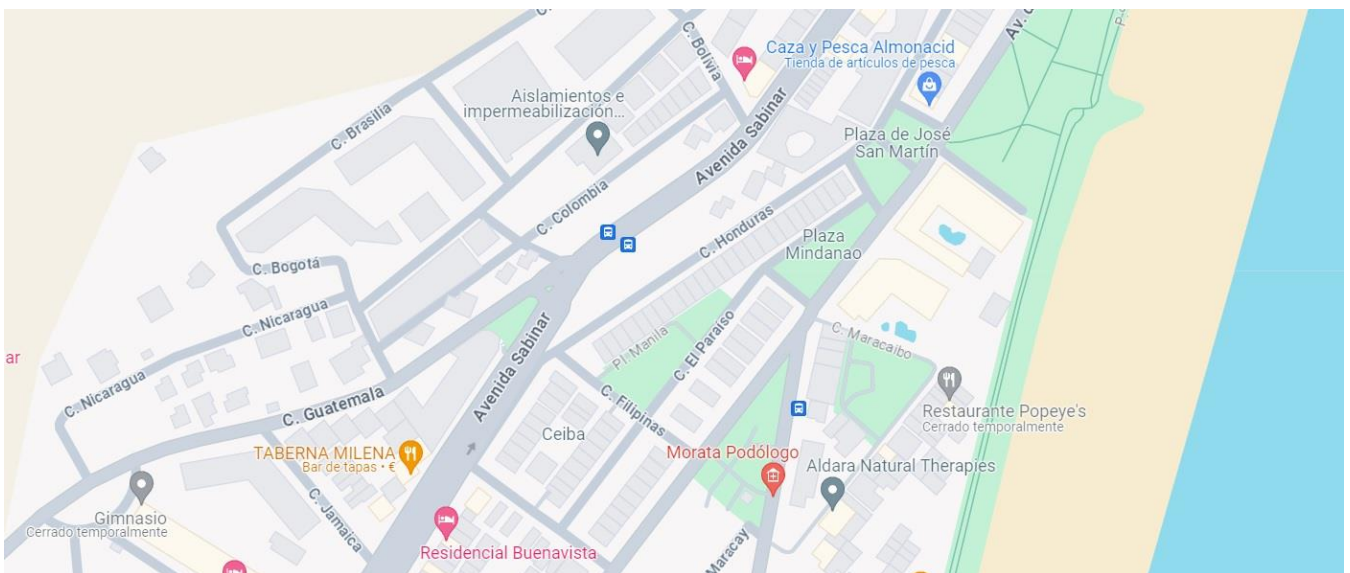 C.
C. Bolivia
Av. 
P.
Caza y Pesca Almonacid
Tienda de artículos de pesca
Aislamientos e
impermeabilización...
C. Brasilia
Avenida Sabinar
Plaza de José
San Martín
C. Colombia
C. Honduras
Plaza
Mindanao
C. Bogotá
C. Nicaragua
Pl. Manila
C. El Paraíso
C. Maracaibo
ar
C. Nicaragua
Avenida Sabinar
C. Guatemala
C. Filipinas
Restaurante Popeye's
Cerrado temporalmente
Ceiba
TABERNA MILENA
Bar de tapas • €
Morata Podólogo
Aldara Natural Therapies
Gimnasio
Cerrado temporalmente
C. Jamaica
Residencial Buenavista
Maracay